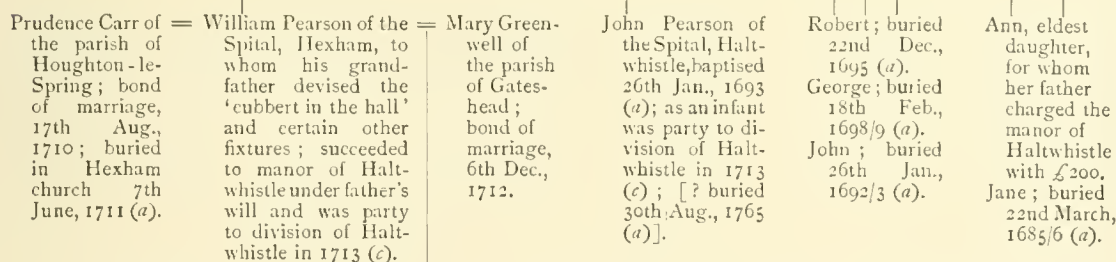 Prudence Carr of
the parish of
Houghton-le-
Spring; bond
of marriage,
17th Aug.,
1710; buried
in Hexham
church 7th
June, 1711 (a).
=
William Pearson of the
Spital, Hexham, to
whom his grand-
father devised the
'cubbert in the hall'
and certain other
fixtures; succeeded
to manor of Halt-
whistle under father's
will and was party
to division of Halt-
whistle in 1713 (c).
=
Mary Green-
well of
the parish
of Gates-
head;
bond of
marriage,
6th Dec.,
1712.
John Pearson of
the Spital, Halt-
whistle, baptised
26th Jan., 1693
(a); as an infant
was party to di-
vision of Halt-
whistle in 1713
(c); [? buried
30th Aug., 1765
(a)].
Robert; buried
22nd Dec.,
1695 (a).
George; buried
18th Feb.,
1698/9 (a).
John; buried
26th Jan.,
1692/3 (a).
Ann, eldest
daughter,
for whom
her father
charged the
manor of
Haltwhistle
with £200.
Jane; buried
22nd March,
1685/6 (a).